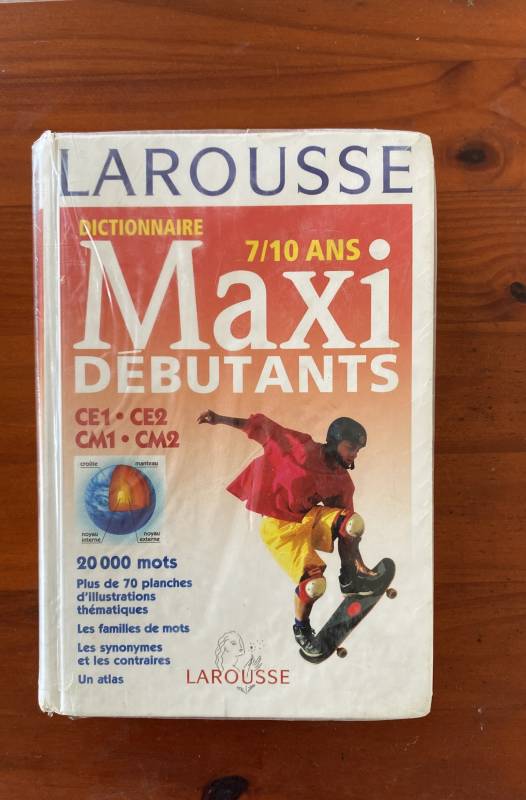 LAROUSSE
DICTIONNAIRE
7/10 ANS
Maxi
DÉBUTANTS
CE1 • CE2
CM1 • CM2
croûte
manteau
noyau
interne
noyau
externe
20 000 mots
Plus de 70 planches
d'illustrations
thématiques
Les familles de mots
Les synonymes
et les contraires
Un atlas
LAROUSSE